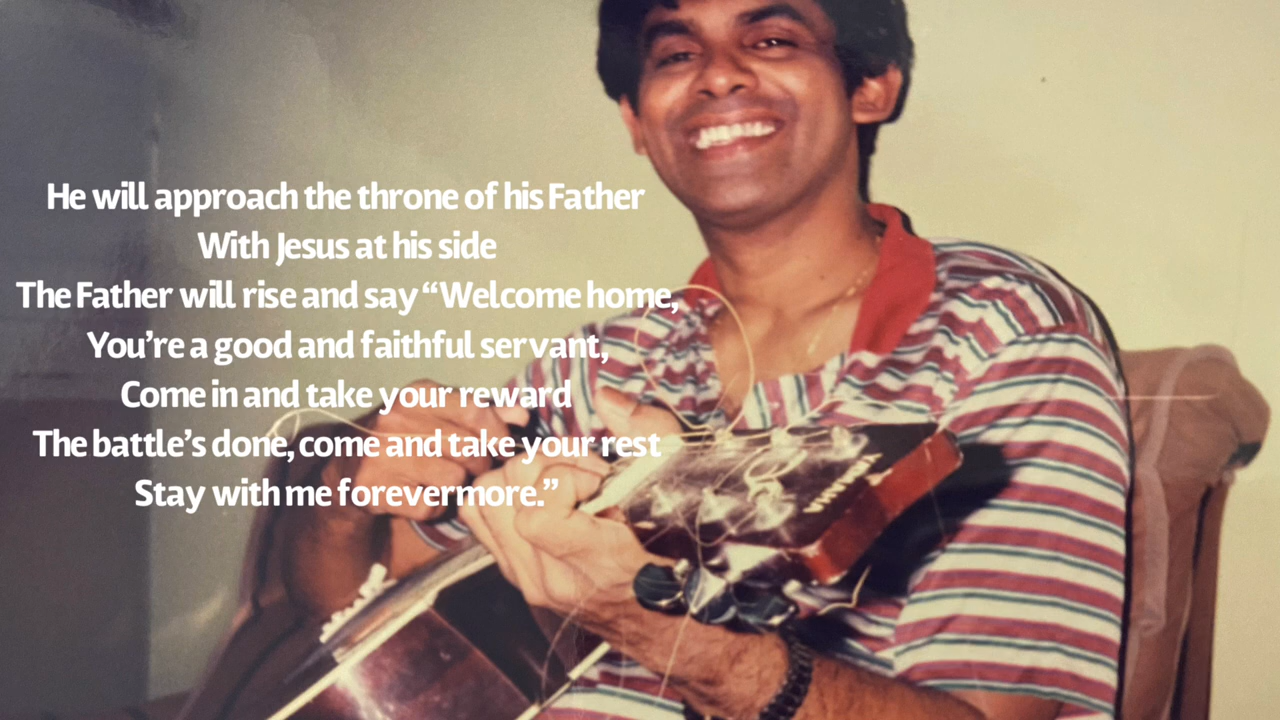 He will approach the throne of his Father
With Jesus at his side
The Father will rise and say “Welcome home,
You’re a good and faithful servant,
Come in and take your reward
The battle’s done, come and take your rest
Stay with me forevermore.”
YAMAHA